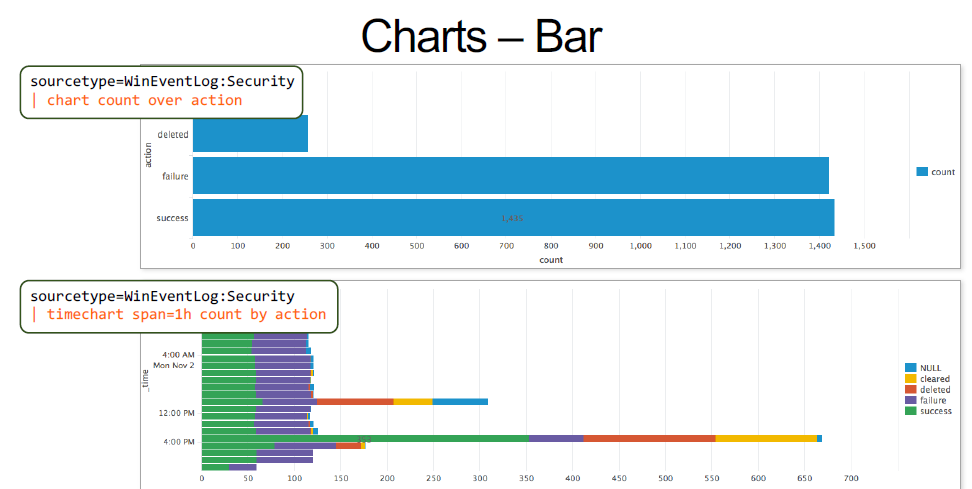 Charts – Bar
sourcetype=WinEventLog:Security
| chart count over action
deleted
failure
success
action
1,435
0 100 200 300 400 500 600 700 800 900 1,000 1,100 1,200 1,300 1,400 1,500
count
count
sourcetype=WinEventLog:Security
| timechart span=1h count by action
4:00 AM
Mon Nov 2
_time
12:00 PM
4:00 PM
0 50 100 150 200 250 300 350 400 450 500 550 600 650 700
NULL
cleared
deleted
failure
success